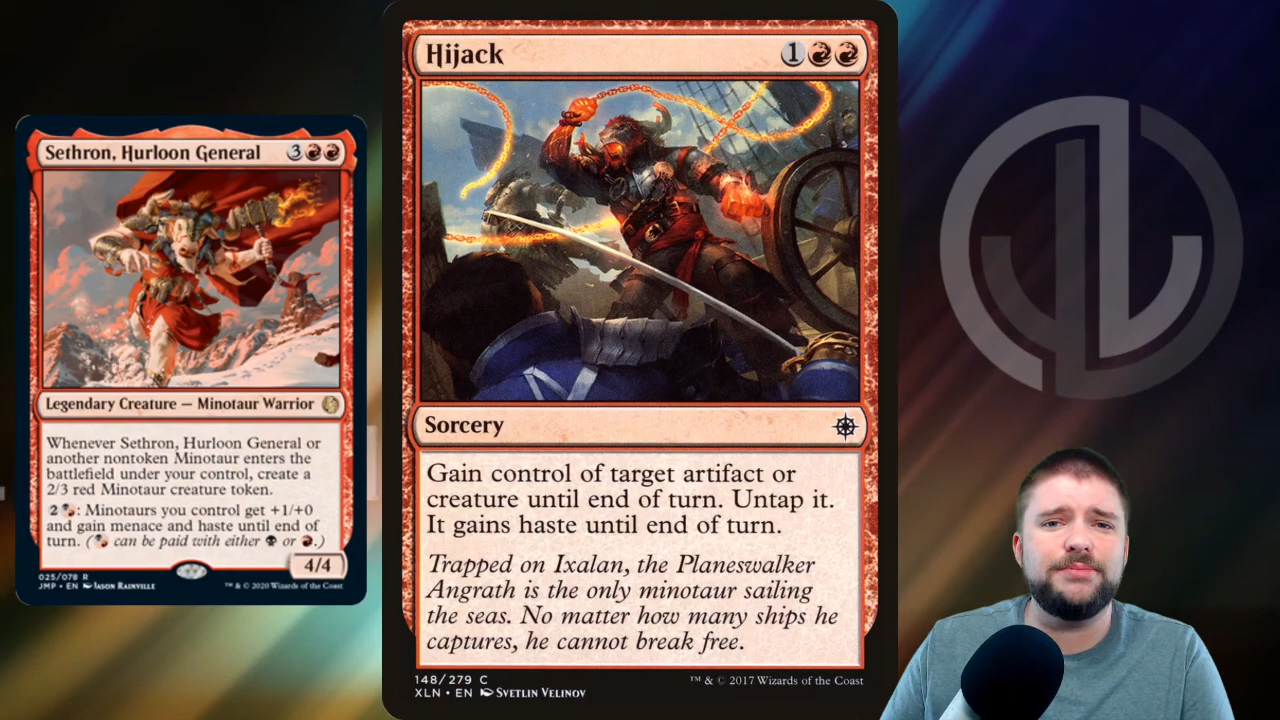 Sethron, Hurloon General 3
Legendary Creature — Minotaur Warrior
Whenever Sethron, Hurloon General or
another nontoken Minotaur enters the
battlefield under your control, create a
2/3 red Minotaur creature token.
2 : Minotaurs you control get +1/+0
and gain menace and haste until end of
turn. ( can be paid with either or .)
4/4
025/078 R
JMP • EN Jason Rainville
™ & © 2020 Wizards of the Coast
Hijack 1
Sorcery
Gain control of target artifact or
creature until end of turn. Untap it.
It gains haste until end of turn.
Trapped on Ixalan, the Planeswalker
Angrath is the only minotaur sailing
the seas. No matter how many ships he
captures, he cannot break free.
148/279 C
XLN • EN Svetlin Velinov
™ & © 2017 Wizards of the Coast